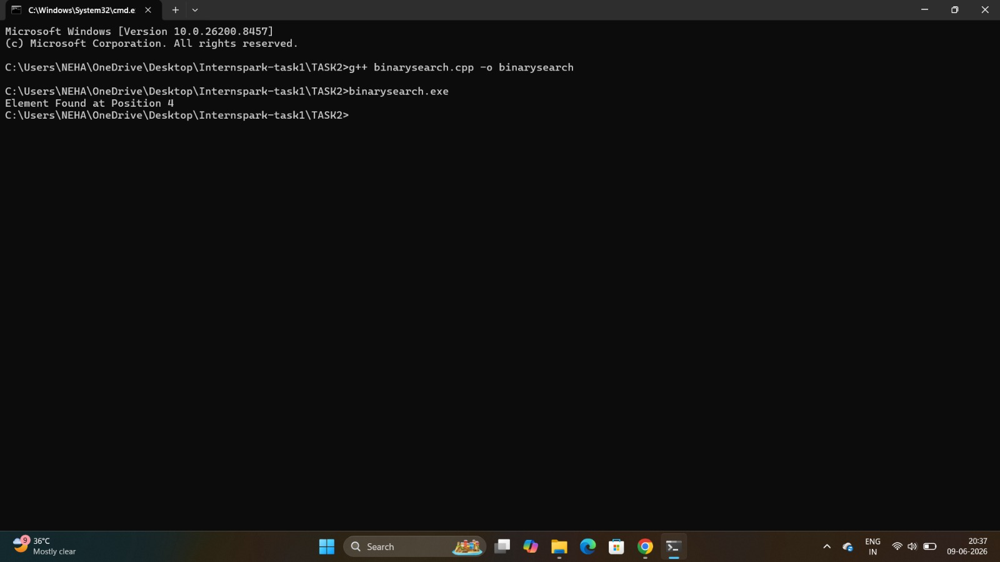 C:\Windows\System32\cmd.e
Microsoft Windows [Version 10.0.26200.8457]
(c) Microsoft Corporation. All rights reserved.
C:\Users\NEHA\OneDrive\Desktop\Internspark-task1\TASK2>g++ binarysearch.cpp -o binarysearch
C:\Users\NEHA\OneDrive\Desktop\Internspark-task1\TASK2>binarysearch.exe
Element Found at Position 4
C:\Users\NEHA\OneDrive\Desktop\Internspark-task1\TASK2>
9
36°C
Mostly clear
Search
ENG
IN
20:37
09-06-2026